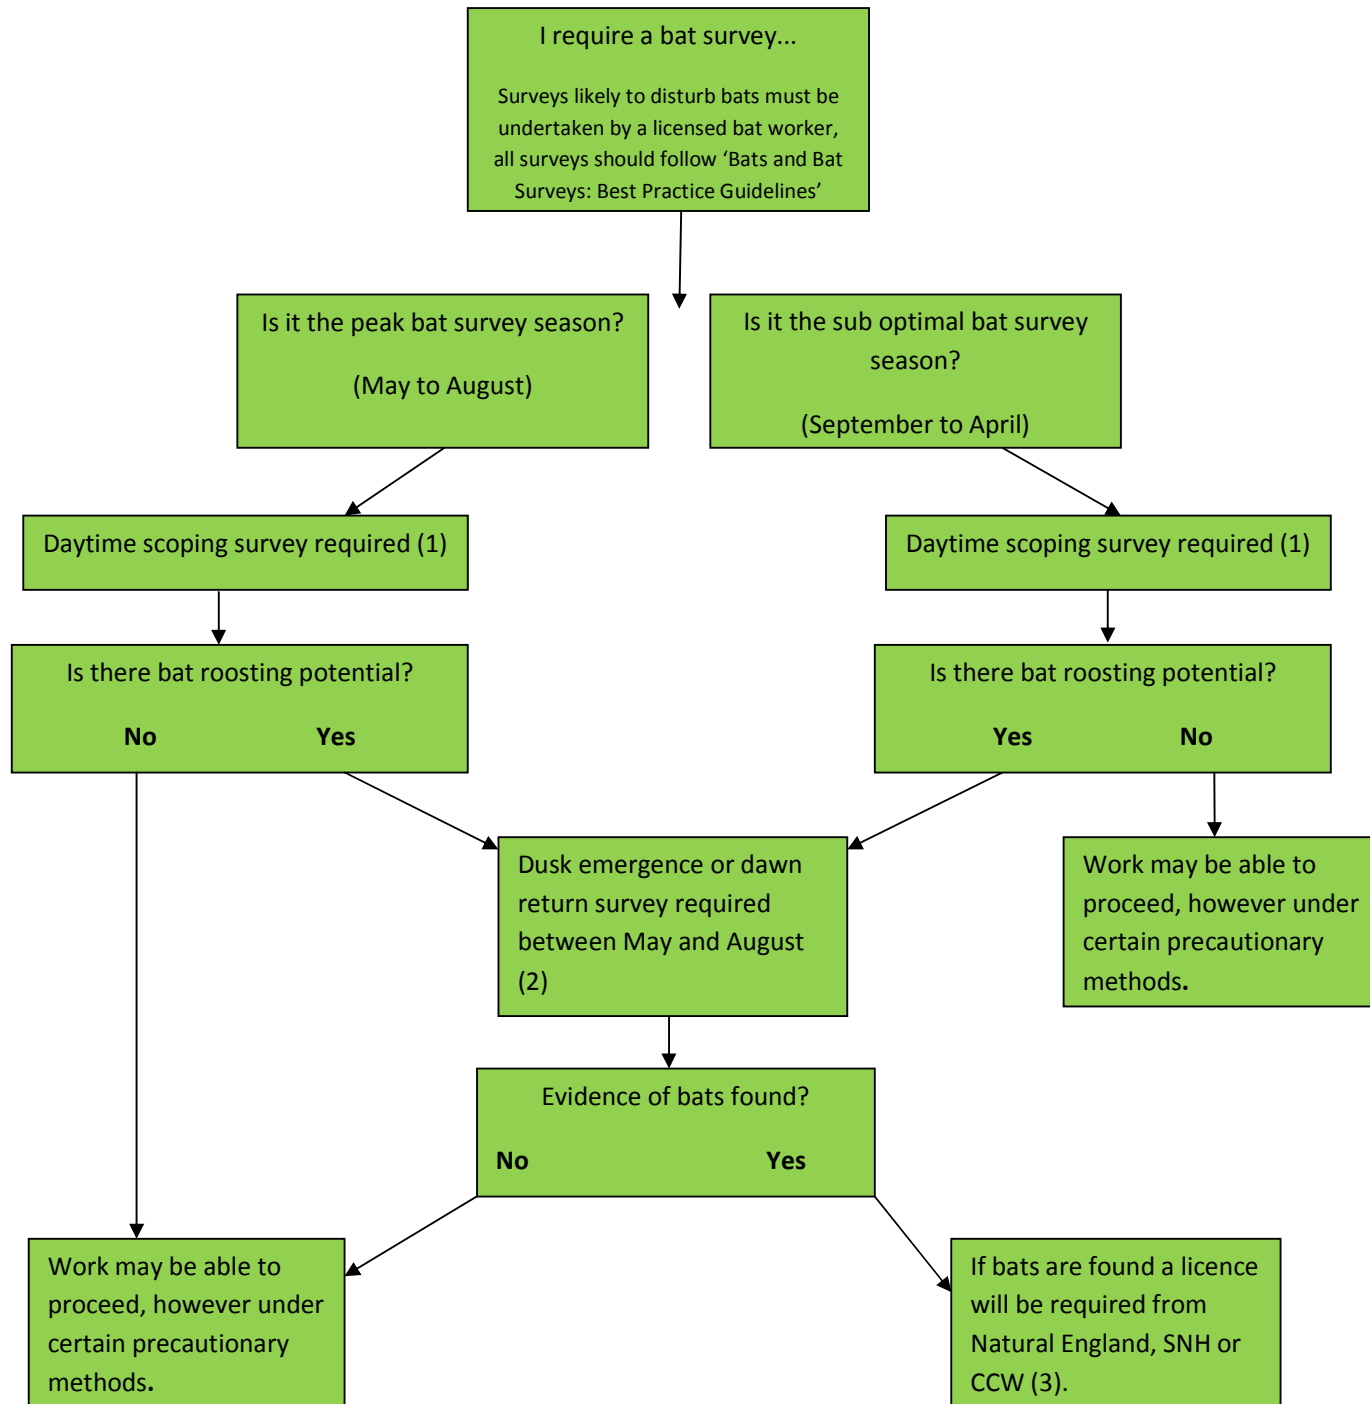 I require a bat survey...
Surveys likely to disturb bats must be
undertaken by a licensed bat worker,
all surveys should follow ‘Bats and Bat
Surveys: Best Practice Guidelines’
Is it the peak bat survey season?
(May to August)
Is it the sub optimal bat survey
season?
(September to April)
Daytime scoping survey required (1)
Daytime scoping survey required (1)
Is there bat roosting potential?
No Yes
Is there bat roosting potential?
Yes No
Dusk emergence or dawn
return survey required
between May and August
(2)
Work may be able to
proceed, however under
certain precautionary
methods.
Evidence of bats found?
No Yes
Work may be able to
proceed, however under
certain precautionary
methods.
If bats are found a licence
will be required from
Natural England, SNH or
CCW (3).